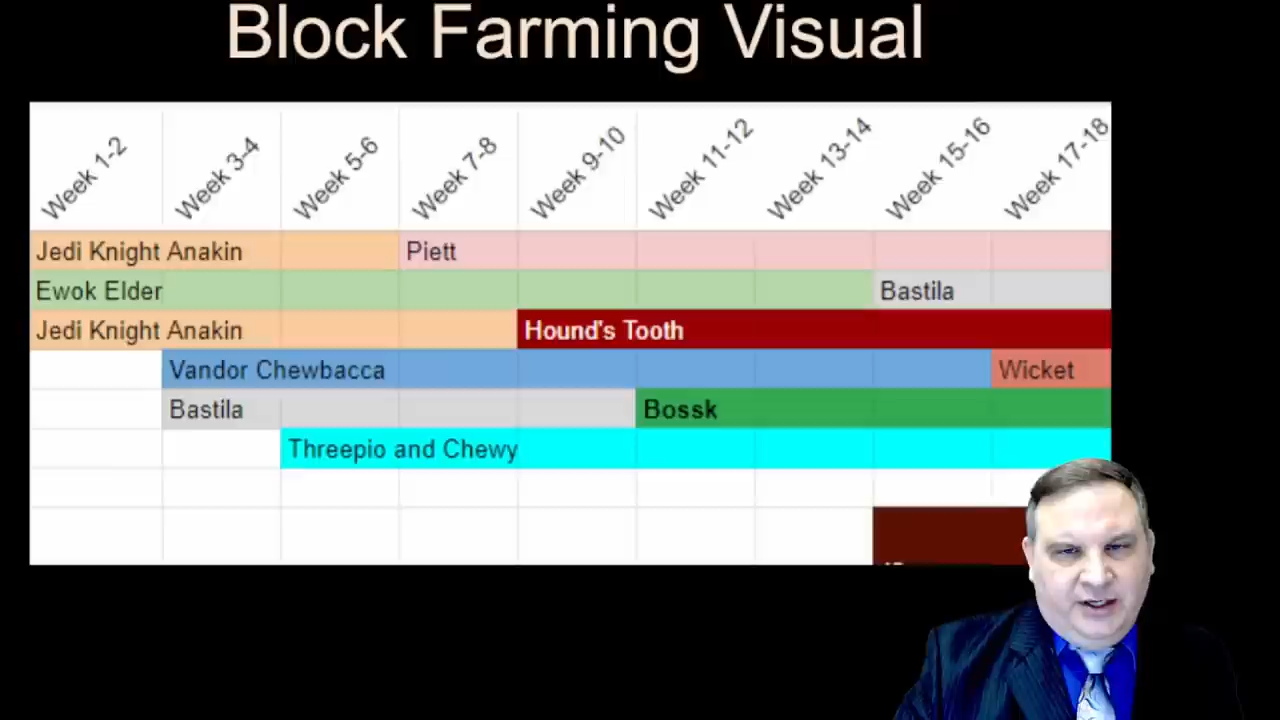 Block Farming Visual
Week 1-2 Week 3-4 Week 5-6 Week 7-8 Week 9-10 Week 11-12 Week 13-14 Week 15-16 Week 17-18
Jedi Knight Anakin Piett
Ewok Elder Bastila
Jedi Knight Anakin Hound's Tooth
Vandor Chewbacca Wicket
Bastila Bossk
Threepio and Chewy